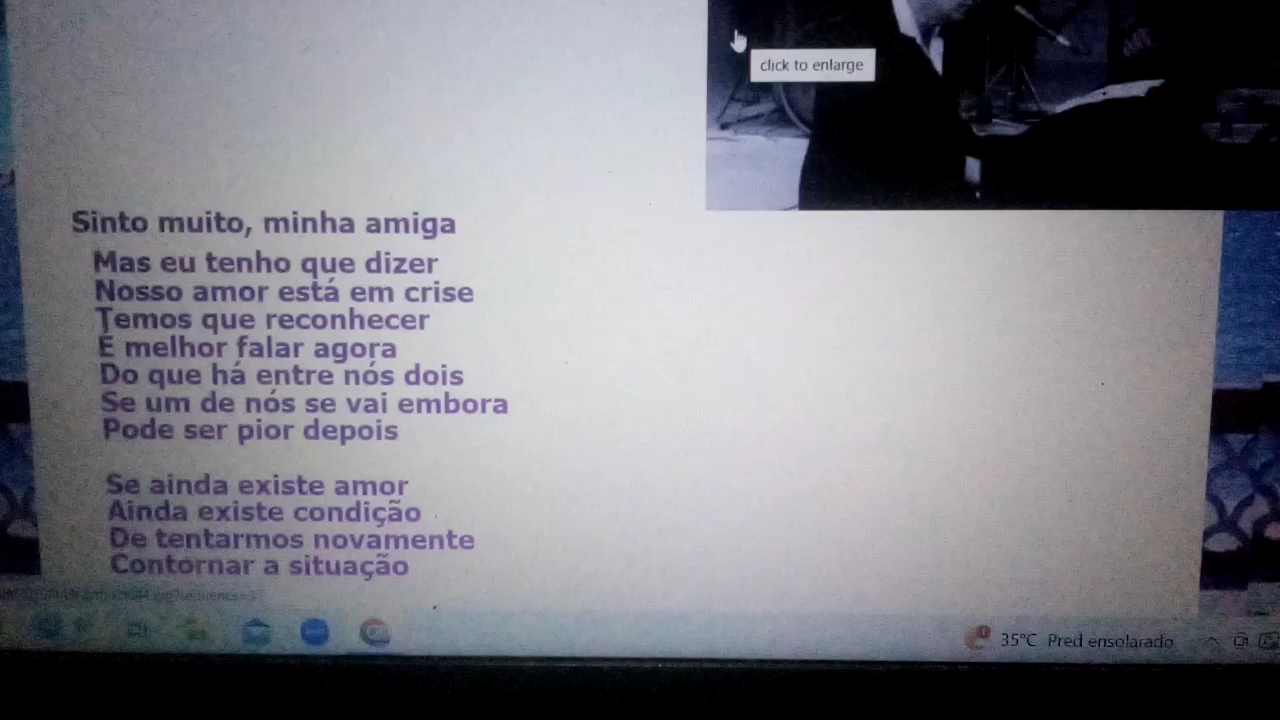 click to enlarge
Sinto muito, minha amiga
Mas eu tenho que dizer
Nosso amor está em crise
Temos que reconhecer
É melhor falar agora
Do que há entre nós dois
Se um de nós se vai embora
Pode ser pior depois
Se ainda existe amor
Ainda existe condição
De tentarmos novamente
Contornar a situação
35°C Pred ensolarado